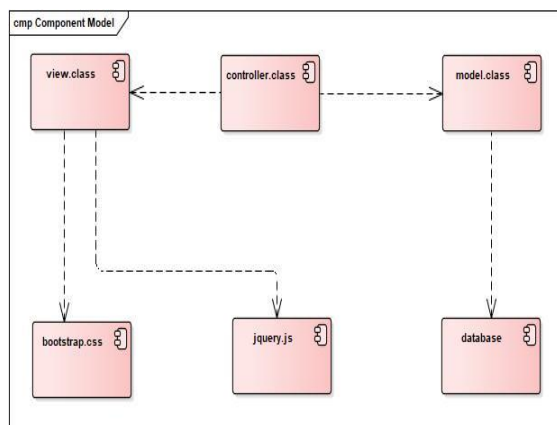 cmp Component Model
view.class
controller.class
model.class
bootstrap.css
jquery.js
database